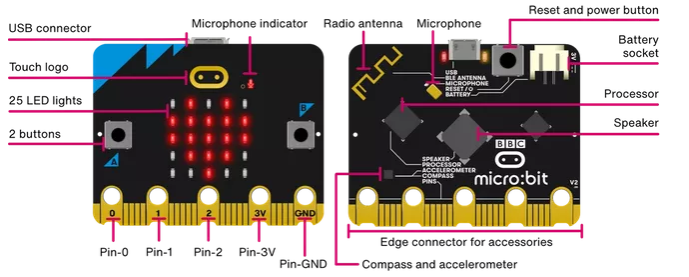 USB connector
Touch logo
25 LED lights
2 buttons
Microphone indicator
A
B
0
1
2
3V
GND
Pin-0
Pin-1
Pin-2
Pin-3V
Pin-GND
Radio antenna
Microphone
Reset and power button
Battery
socket
Processor
Speaker
USB
BLE ANTENNA
MICROPHONE
RESET /
BATTERY
3V
SPEAKER
PROCESSOR
ACCELEROMETER
COMPASS
PINS
BBC
micro:bit
V2
Edge connector for accessories
Compass and accelerometer